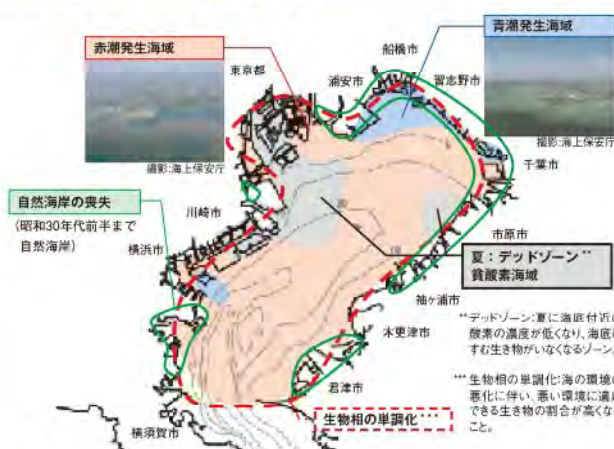 赤潮発生海域
撮影:海上保安庁
青潮発生海域
撮影:海上保安庁
東京都
浦安市
船橋市
習志野市
千葉市
市原市
袖ヶ浦市
木更津市
君津市
川崎市
横浜市
横須賀市
自然海岸の喪失
(昭和30年代前半まで
自然海岸)
夏:デッドゾーン**
貧酸素海域
**デッドゾーン:夏に海底付近
酸素の濃度が低くなり、海底
すむ生き物がいなくなるゾーン。
***生物相の単調化:海の環境
悪化に伴い、悪い環境に適
できる生き物の割合が高くな
こと。
生物相の単調化***